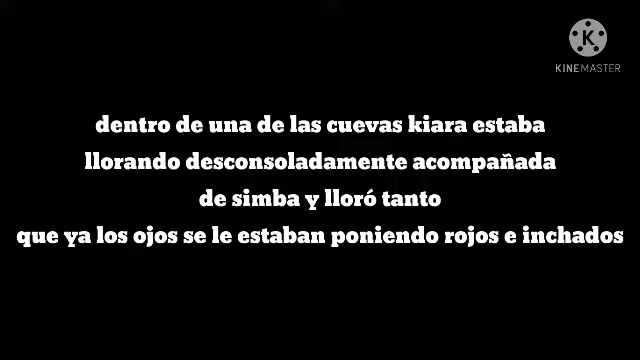 KINEMASTER
dentro de una de las cuevas kiara estaba
llorando desconsoladamente acompañada
de simba y lloró tanto
que ya los ojos se le estaban poniendo rojos e inchados